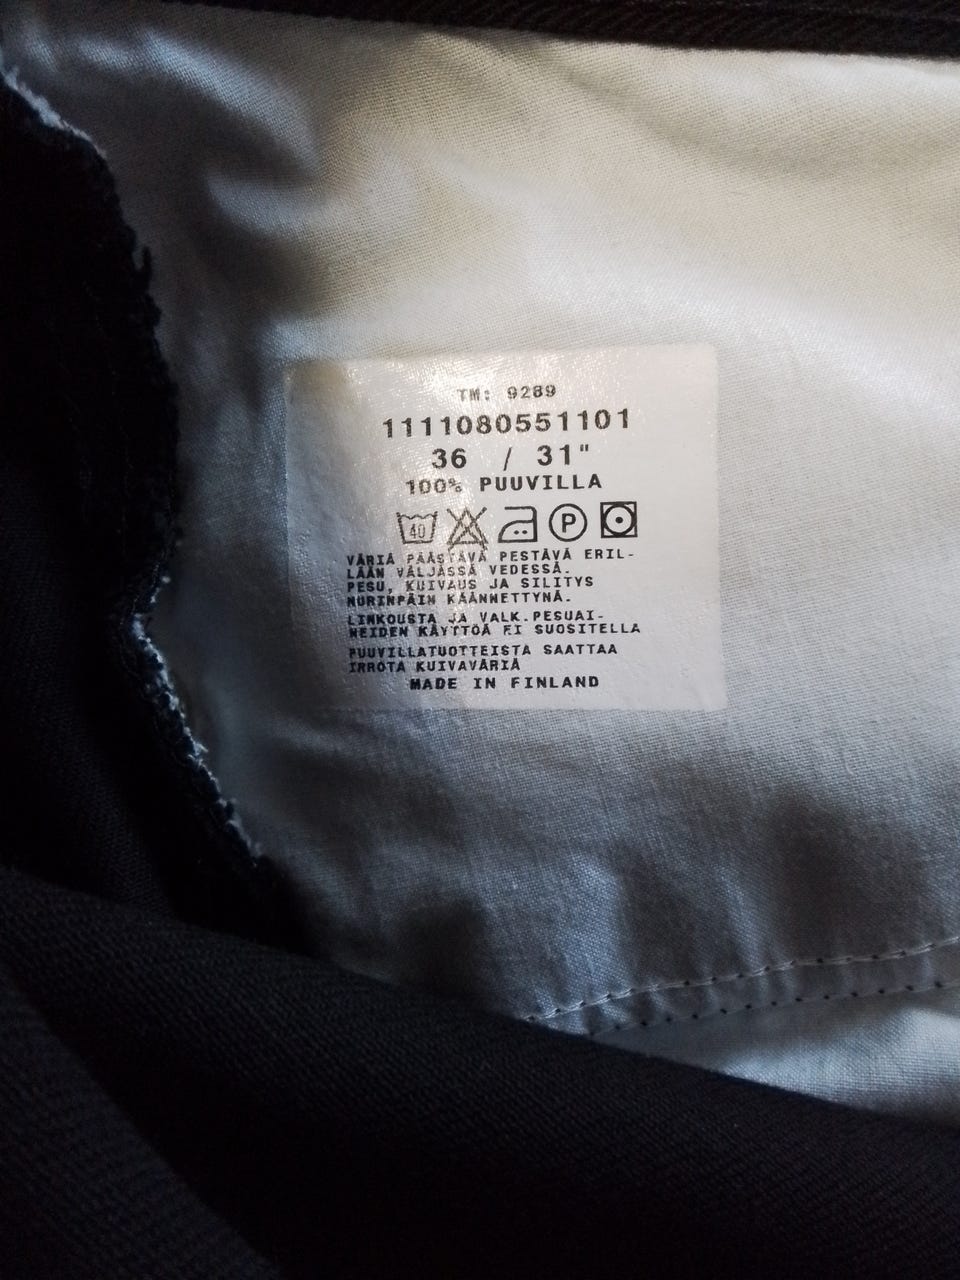 TM: 9289
1111080551101
36 / 31"
100% PUUVILLA
40 P
VÄRIÄ PÄÄSTÄVÄ PESTÄVÄ ERIL-
LÄÄN VÄLJÄSSÄ VEDESSÄ.
PESU, KUIVAUS JA SILITYS
NURINPÄIN KÄÄNNETTYNÄ.
LINKOUSTA JA VALK.PESUAI-
NEIDEN KÄYTTÖÄ EI SUOSITELLA
PUUVILLATUOTTEISTA SAATTAA
IRROTA KUIVAVÄRIÄ
MADE IN FINLAND